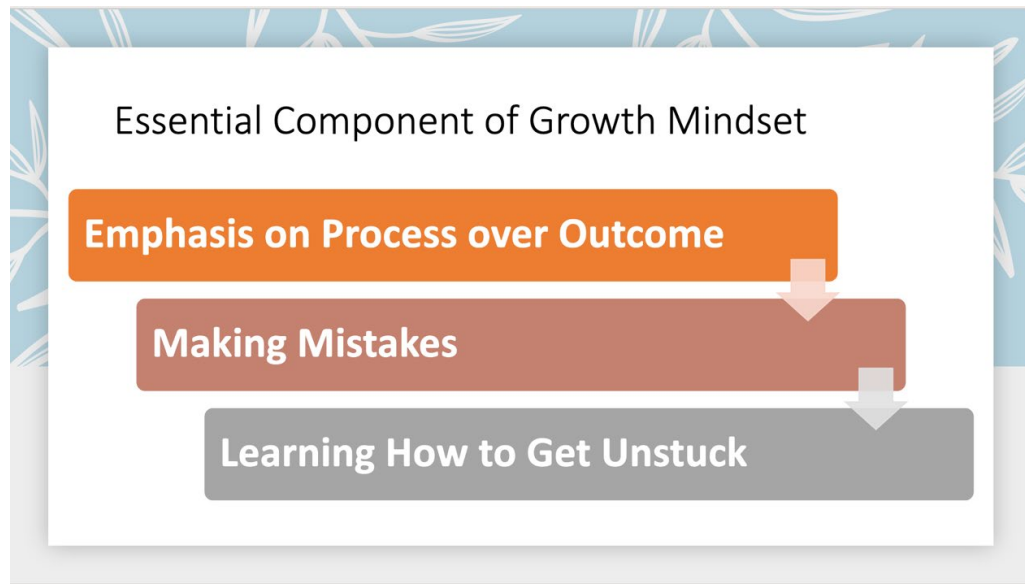 Essential Component of Growth Mindset
Emphasis on Process over Outcome
Making Mistakes
Learning How to Get Unstuck